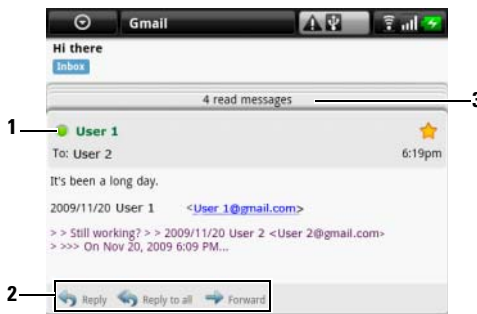 Gmail
Hi there
Inbox
4 read messages
3
1
User 1
To: User 2
6:19pm
It's been a long day.
2009/11/20 User 1 <User 1@gmail.com>
> > Still working? > > 2009/11/20 User 2 <User 2@gmail.com>
> >>> On Nov 20, 2009 6:09 PM...
2
Reply Reply to all Forward